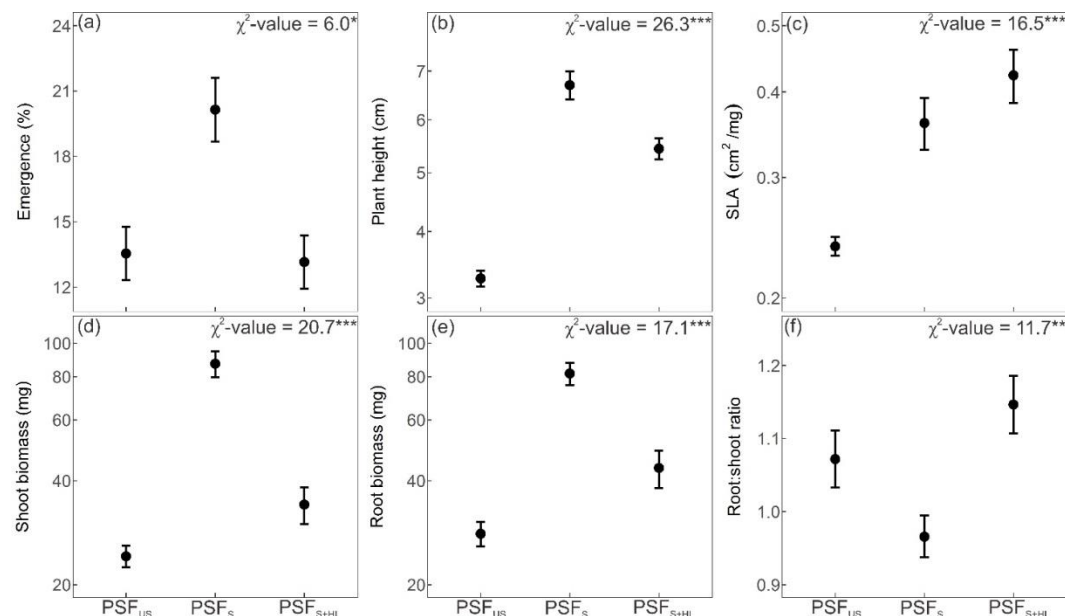 (a)
χ²-value = 6.0*
Emergence (%)
24
21
18
15
12
(b)
χ²-value = 26.3***
Plant height (cm)
7
6
5
4
3
(c)
χ²-value = 16.5***
SLA (cm² /mg)
0.5
0.4
0.3
0.2
(d)
χ²-value = 20.7***
Shoot biomass (mg)
100
80
60
40
20
PSF_US PSF_S PSF_S+HL
(e)
χ²-value = 17.1***
Root biomass (mg)
100
80
60
40
20
PSF_US PSF_S PSF_S+HL
(f)
χ²-value = 11.7**
Root:shoot ratio
1.2
1.1
1.0
0.9
PSF_US PSF_S PSF_S+HL